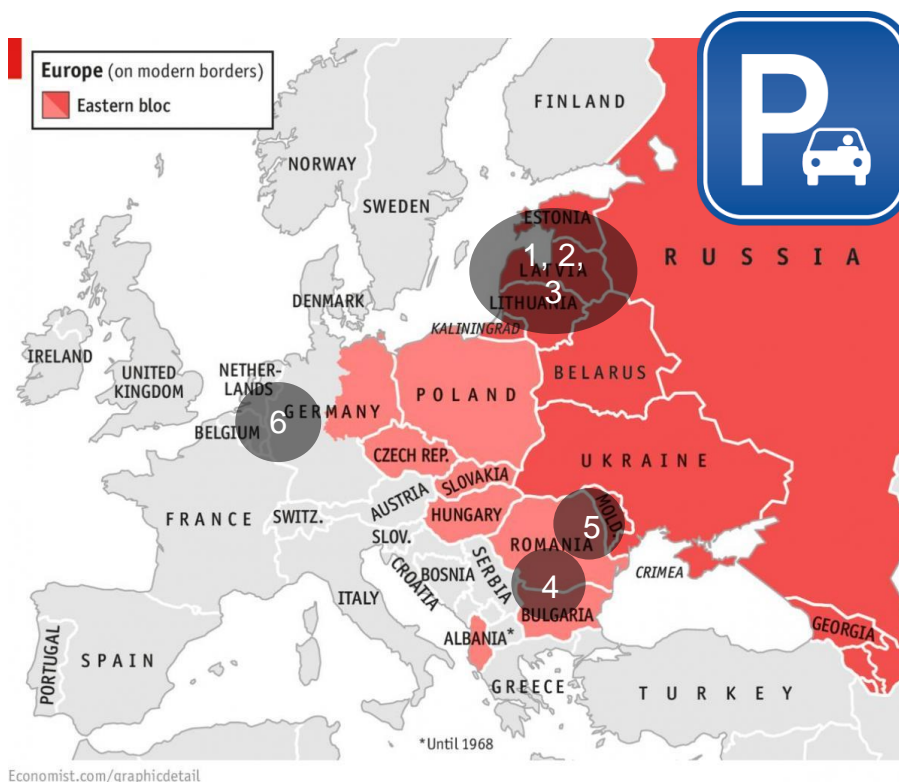 Europe (on modern borders)
Eastern bloc
P
FINLAND
NORWAY
SWEDEN
ESTONIA
RUSSIA
1, 2,
LATVIA
3
LITHUANIA
DENMARK
KALININGRAD
IRELAND
UNITED
KINGDOM
NETHER-
LANDS
BELARUS
POLAND
GERMANY
6
BELGIUM
CZECH REP.
UKRAINE
SLOVAKIA
AUSTRIA
FRANCE
SWITZ.
HUNGARY
MOLD.
5
ROMANIA
SLOV.
CROATIA
BOSNIA
SERBIA
CRIMEA
4
ITALY
BULGARIA
GEORGIA
ALBANIA*
PORTUGAL
SPAIN
GREECE
TURKEY
*Until 1968
Economist.com/graphicdetail